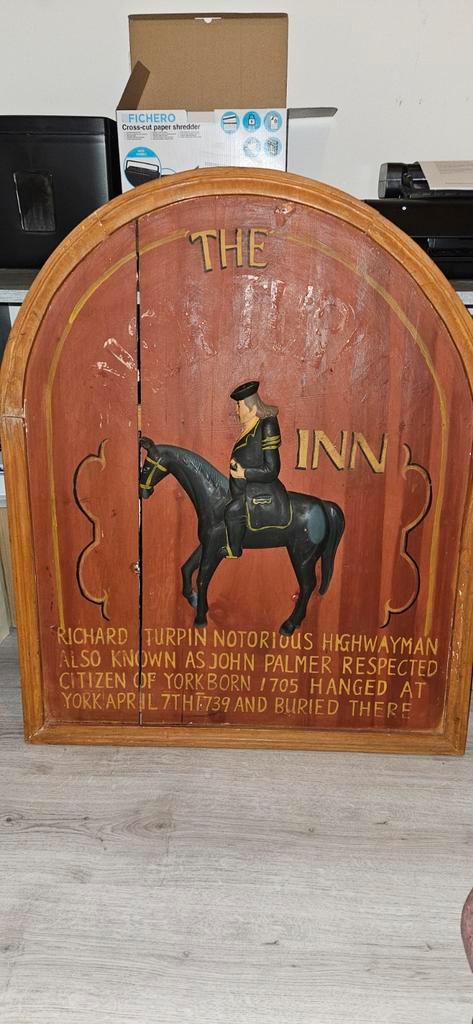 FICHERO
Cross-cut paper shredder
THE
INN
RICHARD TURPIN NOTORIOUS HIGHWAYMAN
ALSO KNOWN AS JOHN PALMER RESPECTED
CITIZEN OF YORK BORN 1705 HANGED AT
YORK APRIL 7TH 1739 AND BURIED THERE